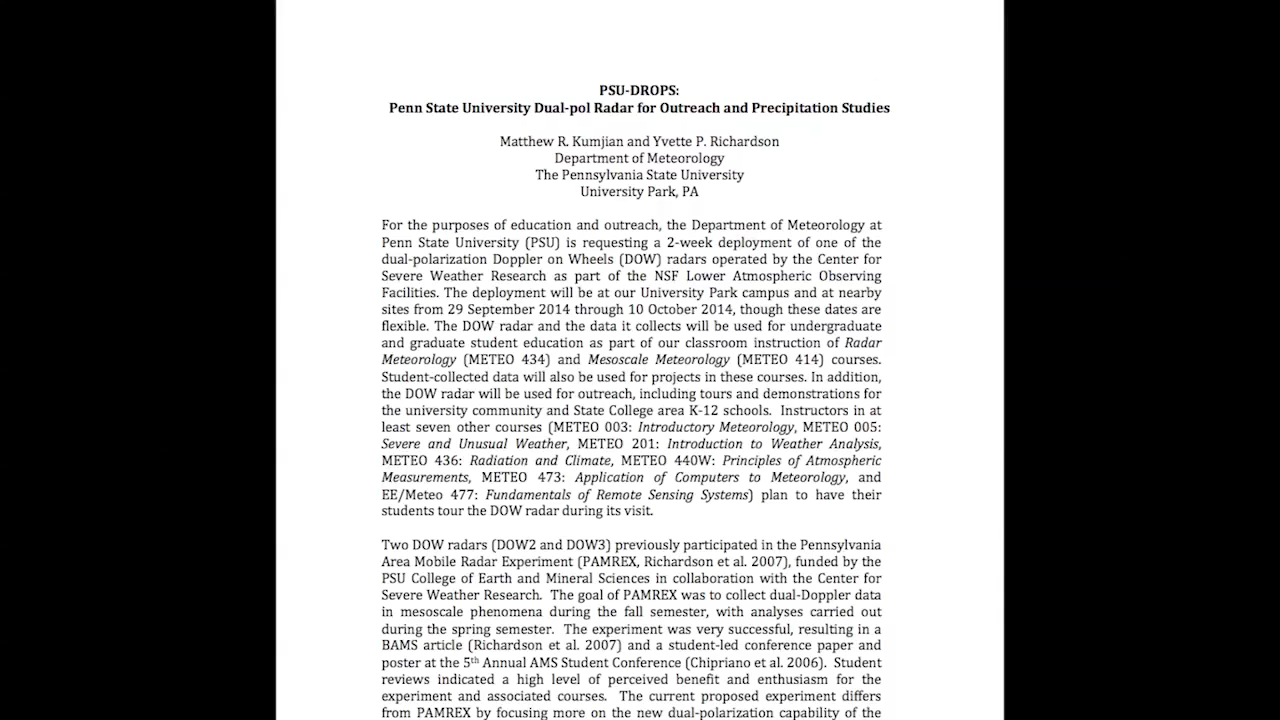 PSU-DROPS:
Penn State University Dual-pol Radar for Outreach and Precipitation Studies
Matthew R. Kumjian and Yvette P. Richardson
Department of Meteorology
The Pennsylvania State University
University Park, PA
For the purposes of education and outreach, the Department of Meteorology at
Penn State University (PSU) is requesting a 2-week deployment of one of the
dual-polarization Doppler on Wheels (DOW) radars operated by the Center for
Severe Weather Research as part of the NSF Lower Atmospheric Observing
Facilities. The deployment will be at our University Park campus and at nearby
sites from 29 September 2014 through 10 October 2014, though these dates are
flexible. The DOW radar and the data it collects will be used for undergraduate
and graduate student education as part of our classroom instruction of Radar
Meteorology (METEO 434) and Mesoscale Meteorology (METEO 414) courses.
Student-collected data will also be used for projects in these courses. In addition,
the DOW radar will be used for outreach, including tours and demonstrations for
the university community and State College area K-12 schools. Instructors in at
least seven other courses (METEO 003: Introductory Meteorology, METEO 005:
Severe and Unusual Weather, METEO 201: Introduction to Weather Analysis,
METEO 436: Radiation and Climate, METEO 440W: Principles of Atmospheric
Measurements, METEO 473: Application of Computers to Meteorology, and
EE/Meteo 477: Fundamentals of Remote Sensing Systems) plan to have their
students tour the DOW radar during its visit.
Two DOW radars (DOW2 and DOW3) previously participated in the Pennsylvania
Area Mobile Radar Experiment (PAMREX, Richardson et al. 2007), funded by the
PSU College of Earth and Mineral Sciences in collaboration with the Center for
Severe Weather Research. The goal of PAMREX was to collect dual-Doppler data
in mesoscale phenomena during the fall semester, with analyses carried out
during the spring semester. The experiment was very successful, resulting in a
BAMS article (Richardson et al. 2007) and a student-led conference paper and
poster at the 5th Annual AMS Student Conference (Chipriano et al. 2006). Student
reviews indicated a high level of perceived benefit and enthusiasm for the
experiment and associated courses. The current proposed experiment differs
from PAMREX by focusing more on the new dual-polarization capability of the